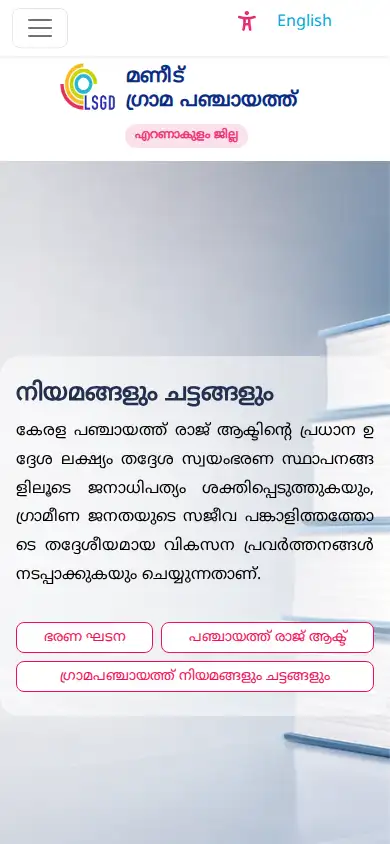 English
മണീട്
ഗ്രാമ പഞ്ചായത്ത്
LSGD
എറണാകുളം ജില്ല
നിയമങ്ങളും ചട്ടങ്ങളും
കേരള പഞ്ചായത്ത് രാജ് ആക്ടിന്റെ പ്രധാന ഉ
ദ്ദേശ ലക്ഷ്യം തദ്ദേശ സ്വയംഭരണ സ്ഥാപനങ്ങ
ളിലൂടെ ജനാധിപത്യം ശക്തിപ്പെടുത്തുകയും,
ഗ്രാമീണ ജനതയുടെ സജീവ പങ്കാളിത്തത്തോ
ടെ തദ്ദേശീയമായ വികസന പ്രവർത്തനങ്ങൾ
നടപ്പാക്കുകയും ചെയ്യുന്നതാണ്.
ഭരണ ഘടന
പഞ്ചായത്ത് രാജ് ആക്ട്
ഗ്രാമപഞ്ചായത്ത് നിയമങ്ങളും ചട്ടങ്ങളും